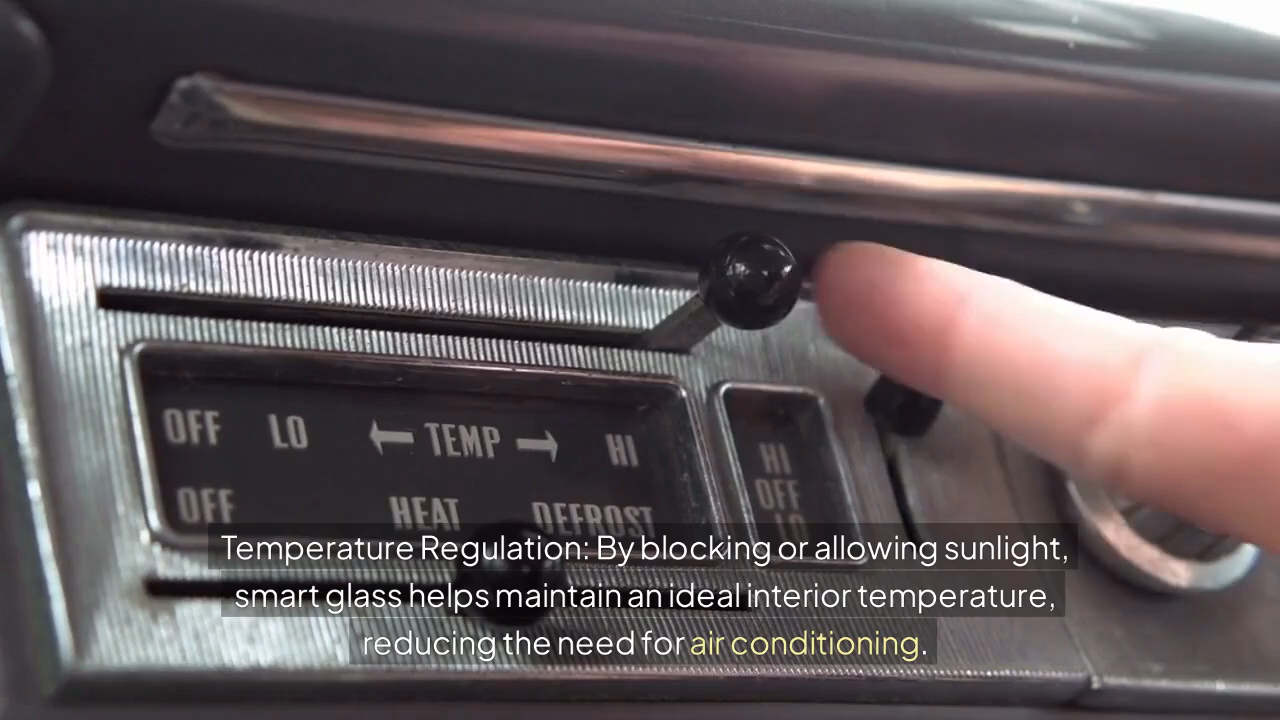 OFF LO ← TEMP → HI
OFF HEAT DEFROST
HI
OFF
LO
Temperature Regulation: By blocking or allowing sunlight,
smart glass helps maintain an ideal interior temperature,
reducing the need for air conditioning.